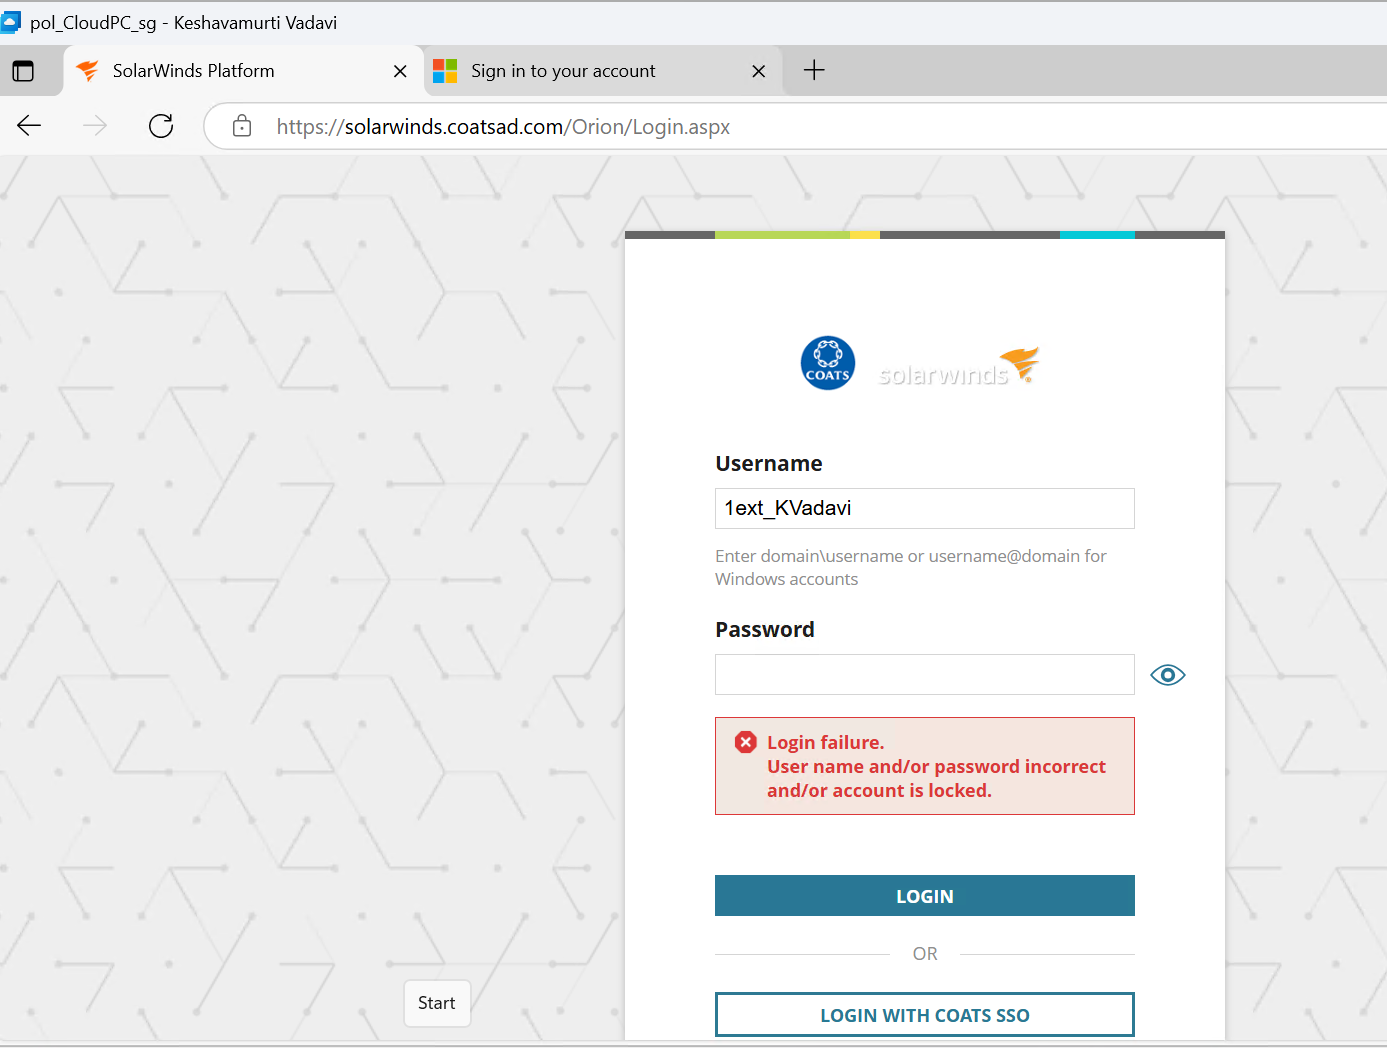 pol_CloudPC_sg - Keshavamurti Vadavi
SolarWinds Platform
Sign in to your account
https://solarwinds.coatsad.com/Orion/Login.aspx
COATS
solarwinds
Username
1ext_KVadavi
Enter domain\username or username@domain for
Windows accounts
Password
Login failure.
User name and/or password incorrect
and/or account is locked.
LOGIN
OR
Start
LOGIN WITH COATS SSO